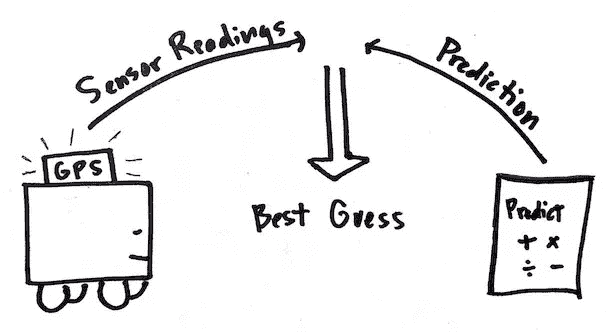 Sensor Readings
Prediction
GPS
Best Guess
Predict
+ x
÷ -